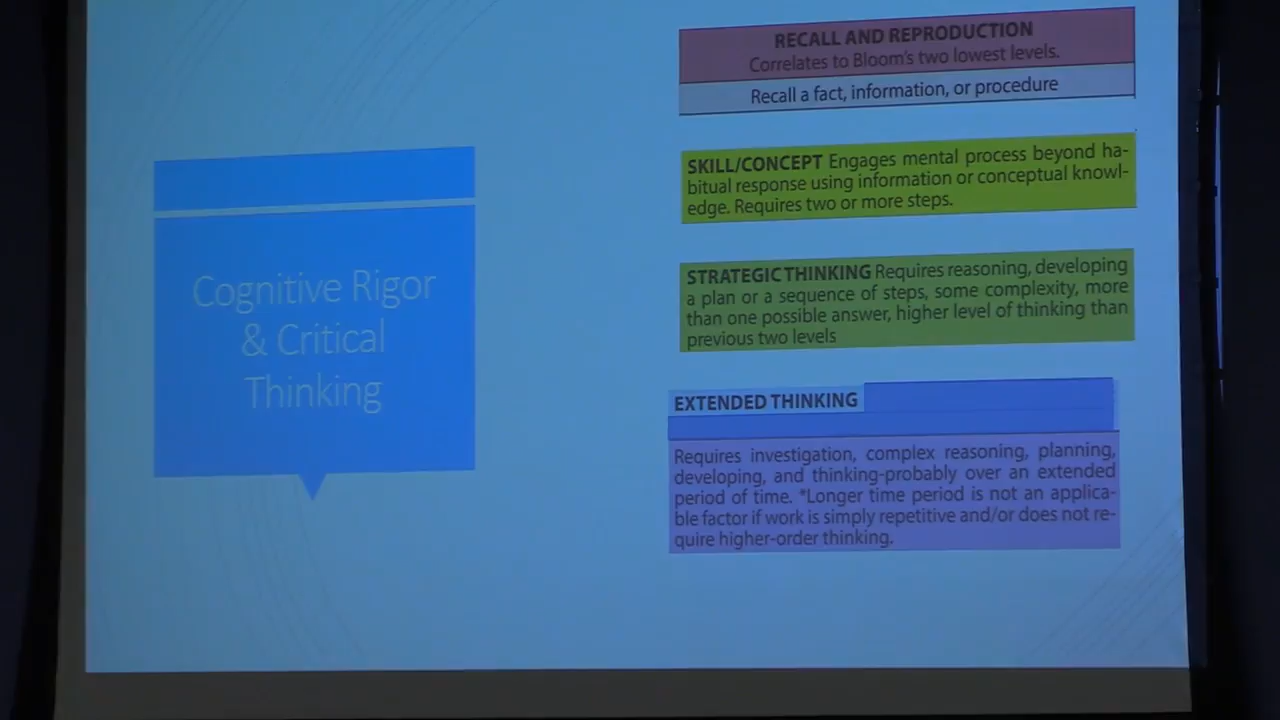 Cognitive Rigor
& Critical
Thinking
RECALL AND REPRODUCTION
Correlates to Bloom's two lowest levels.
Recall a fact, information, or procedure
SKILL/CONCEPT Engages mental process beyond ha-
bitual response using information or conceptual knowl-
edge. Requires two or more steps.
STRATEGIC THINKING Requires reasoning, developing
a plan or a sequence of steps, some complexity, more
than one possible answer, higher level of thinking than
previous two levels
EXTENDED THINKING
Requires investigation, complex reasoning, planning,
developing, and thinking-probably over an extended
period of time. *Longer time period is not an applica-
ble factor if work is simply repetitive and/or does not re-
quire higher-order thinking.